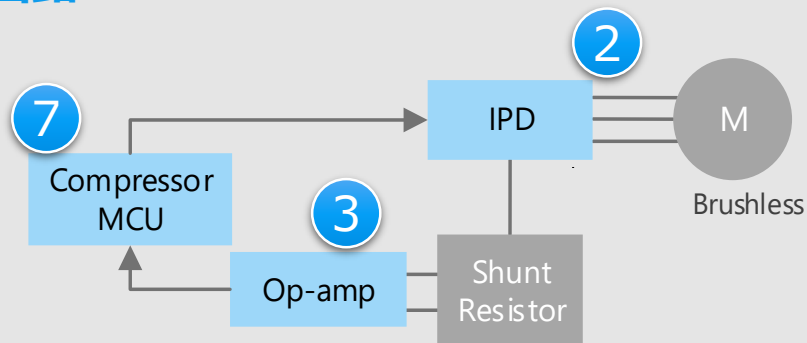 2
IPD
M
Brushless
7
Compressor
MCU
3
Op-amp
Shunt
Resistor